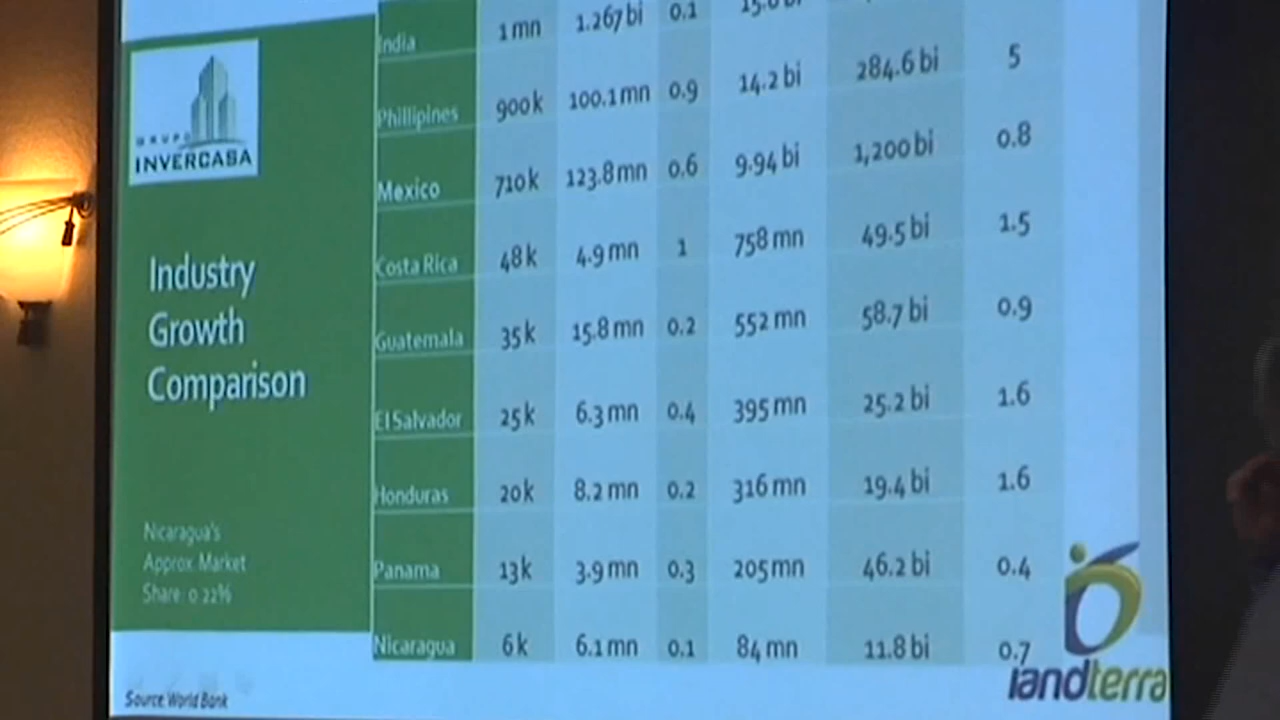 GRUPO
INVERCASA
Industry
Growth
Comparison
Nicaragua's
Approx. Market
Share: 0.22%
India 1 mn 1.267 bi 0.1
Phillipines 900k 100.1 mn 0.9 14.2 bi 284.6 bi 5
Mexico 710k 123.8 mn 0.6 9.94 bi 1,200 bi 0.8
Costa Rica 48k 4.9 mn 1 758 mn 49.5 bi 1.5
Guatemala 35k 15.8 mn 0.2 552 mn 58.7 bi 0.9
El Salvador 25k 6.3 mn 0.4 395 mn 25.2 bi 1.6
Honduras 20k 8.2 mn 0.2 316 mn 19.4 bi 1.6
Panama 13k 3.9 mn 0.3 205 mn 46.2 bi 0.4
Nicaragua 6k 6.1 mn 0.1 84 mn 11.8 bi 0.7
Source: World Bank
iandterra